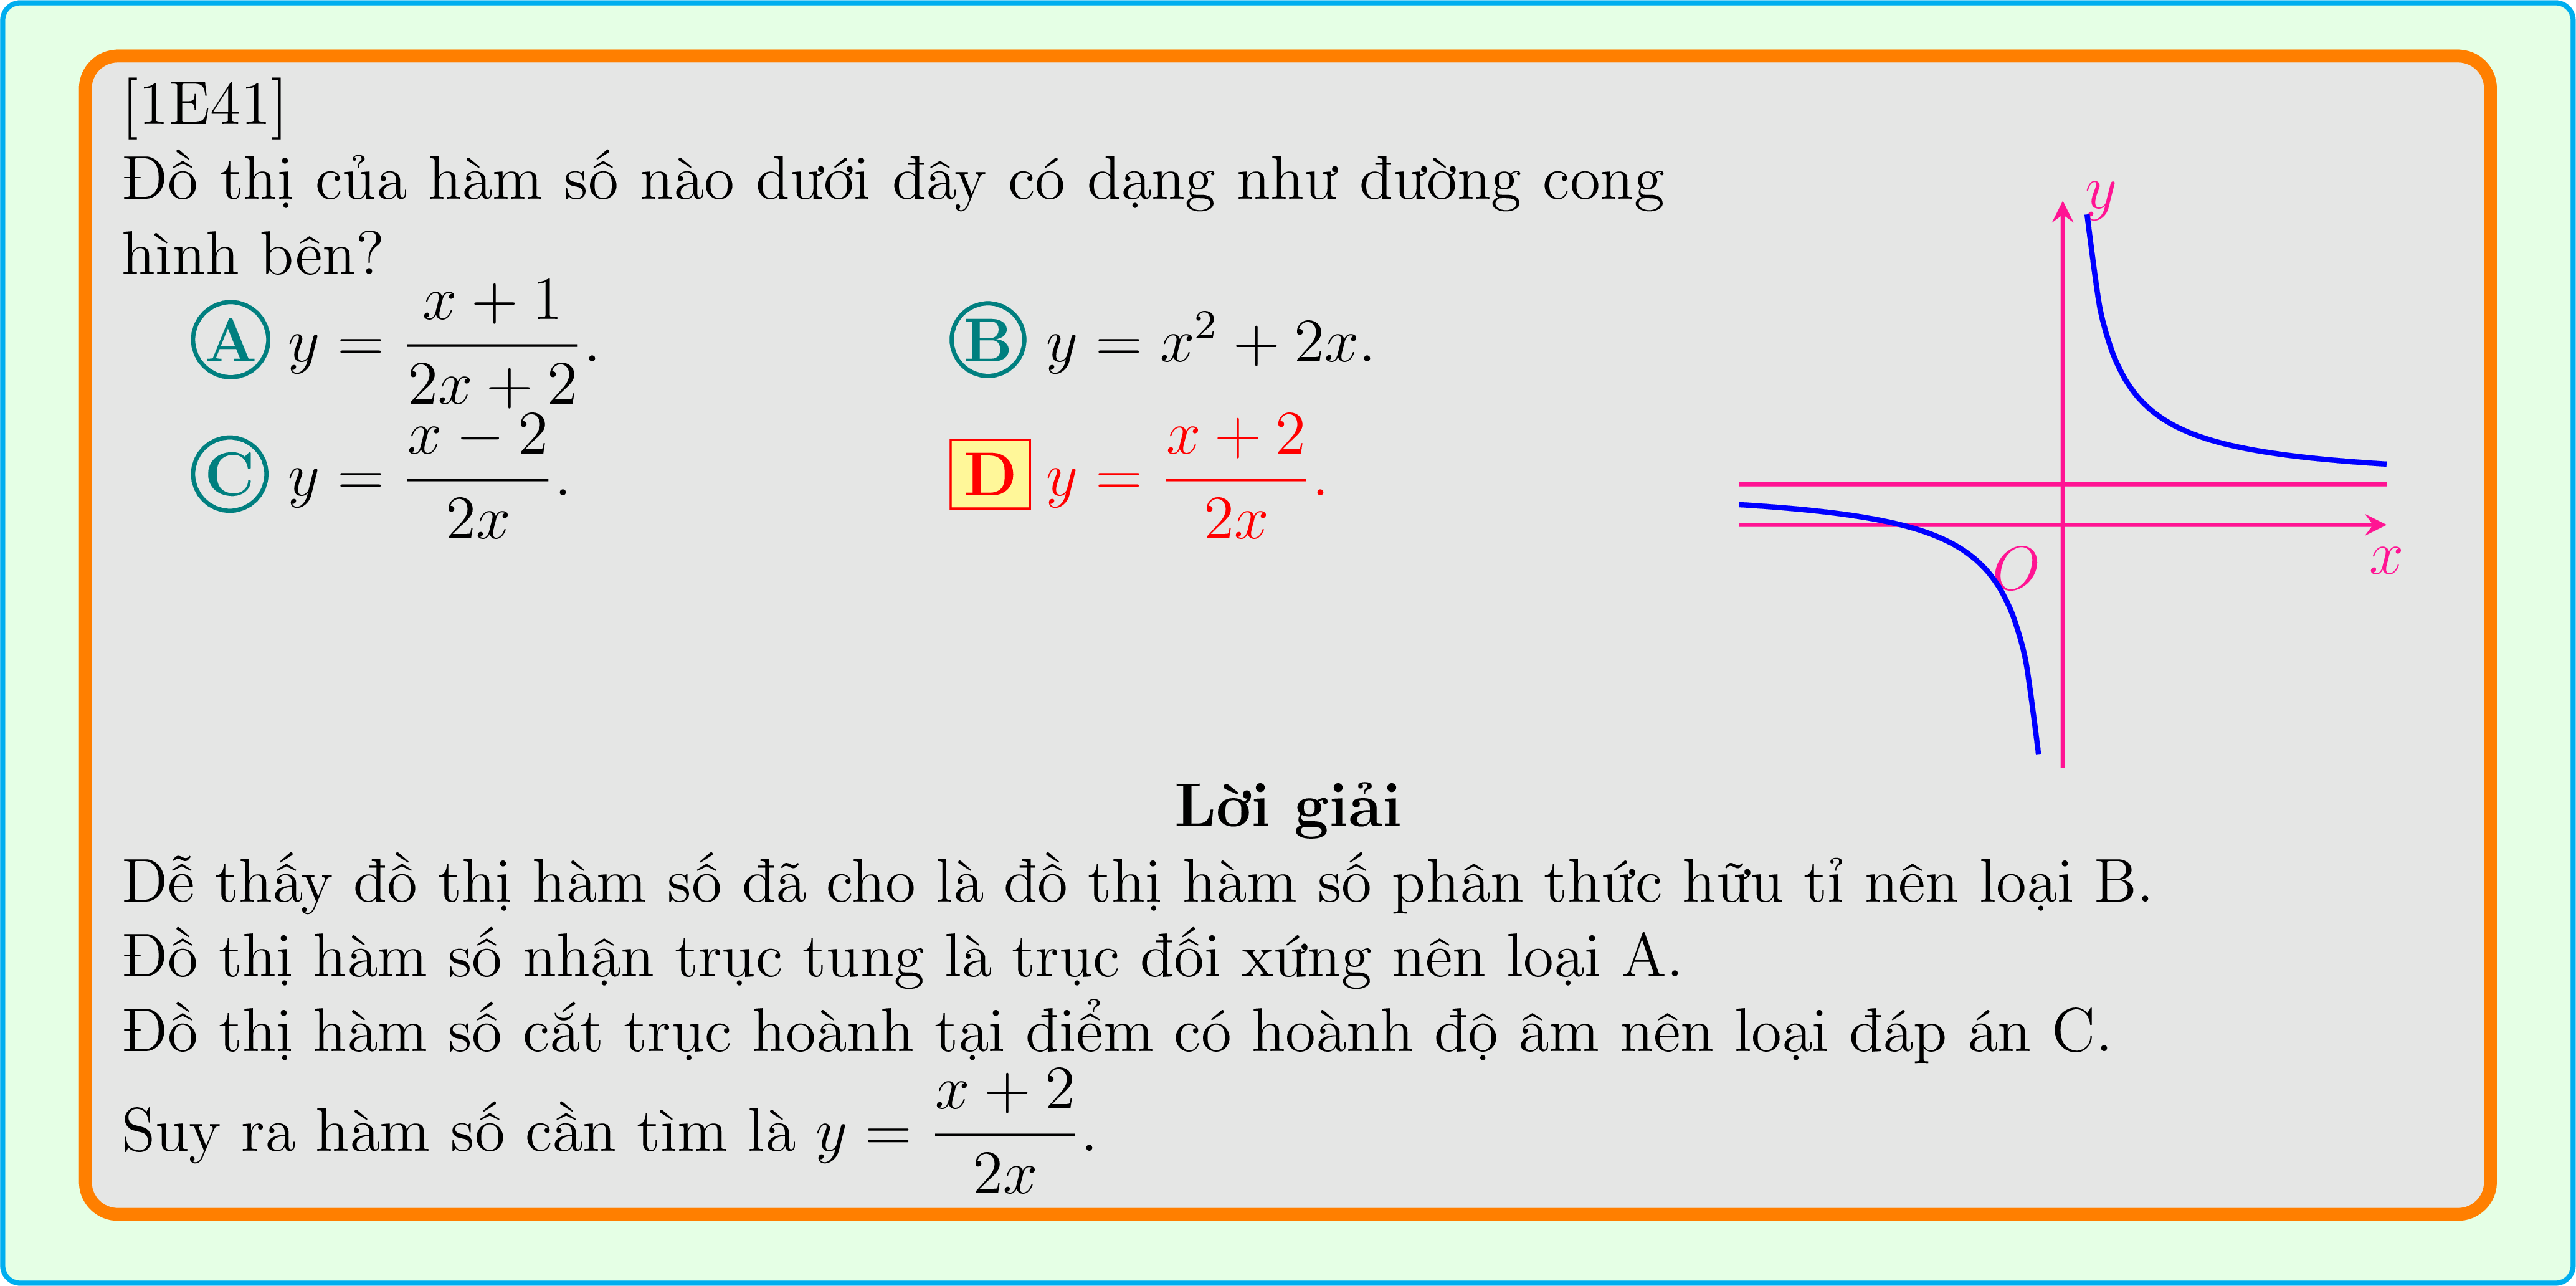 [1E41]
Đồ thị của hàm số nào dưới đây có dạng như đường cong
hình bên?
A y = \frac{x + 1}{2x + 2}.
B y = x^2 + 2x.
C y = \frac{x - 2}{2x}.
D y = \frac{x + 2}{2x}.
y
x
O
Lời giải
Dễ thấy đồ thị hàm số đã cho là đồ thị hàm số phân thức hữu tỉ nên loại B.
Đồ thị hàm số nhận trục tung là trục đối xứng nên loại A.
Đồ thị hàm số cắt trục hoành tại điểm có hoành độ âm nên loại đáp án C.
Suy ra hàm số cần tìm là y = \frac{x + 2}{2x}.